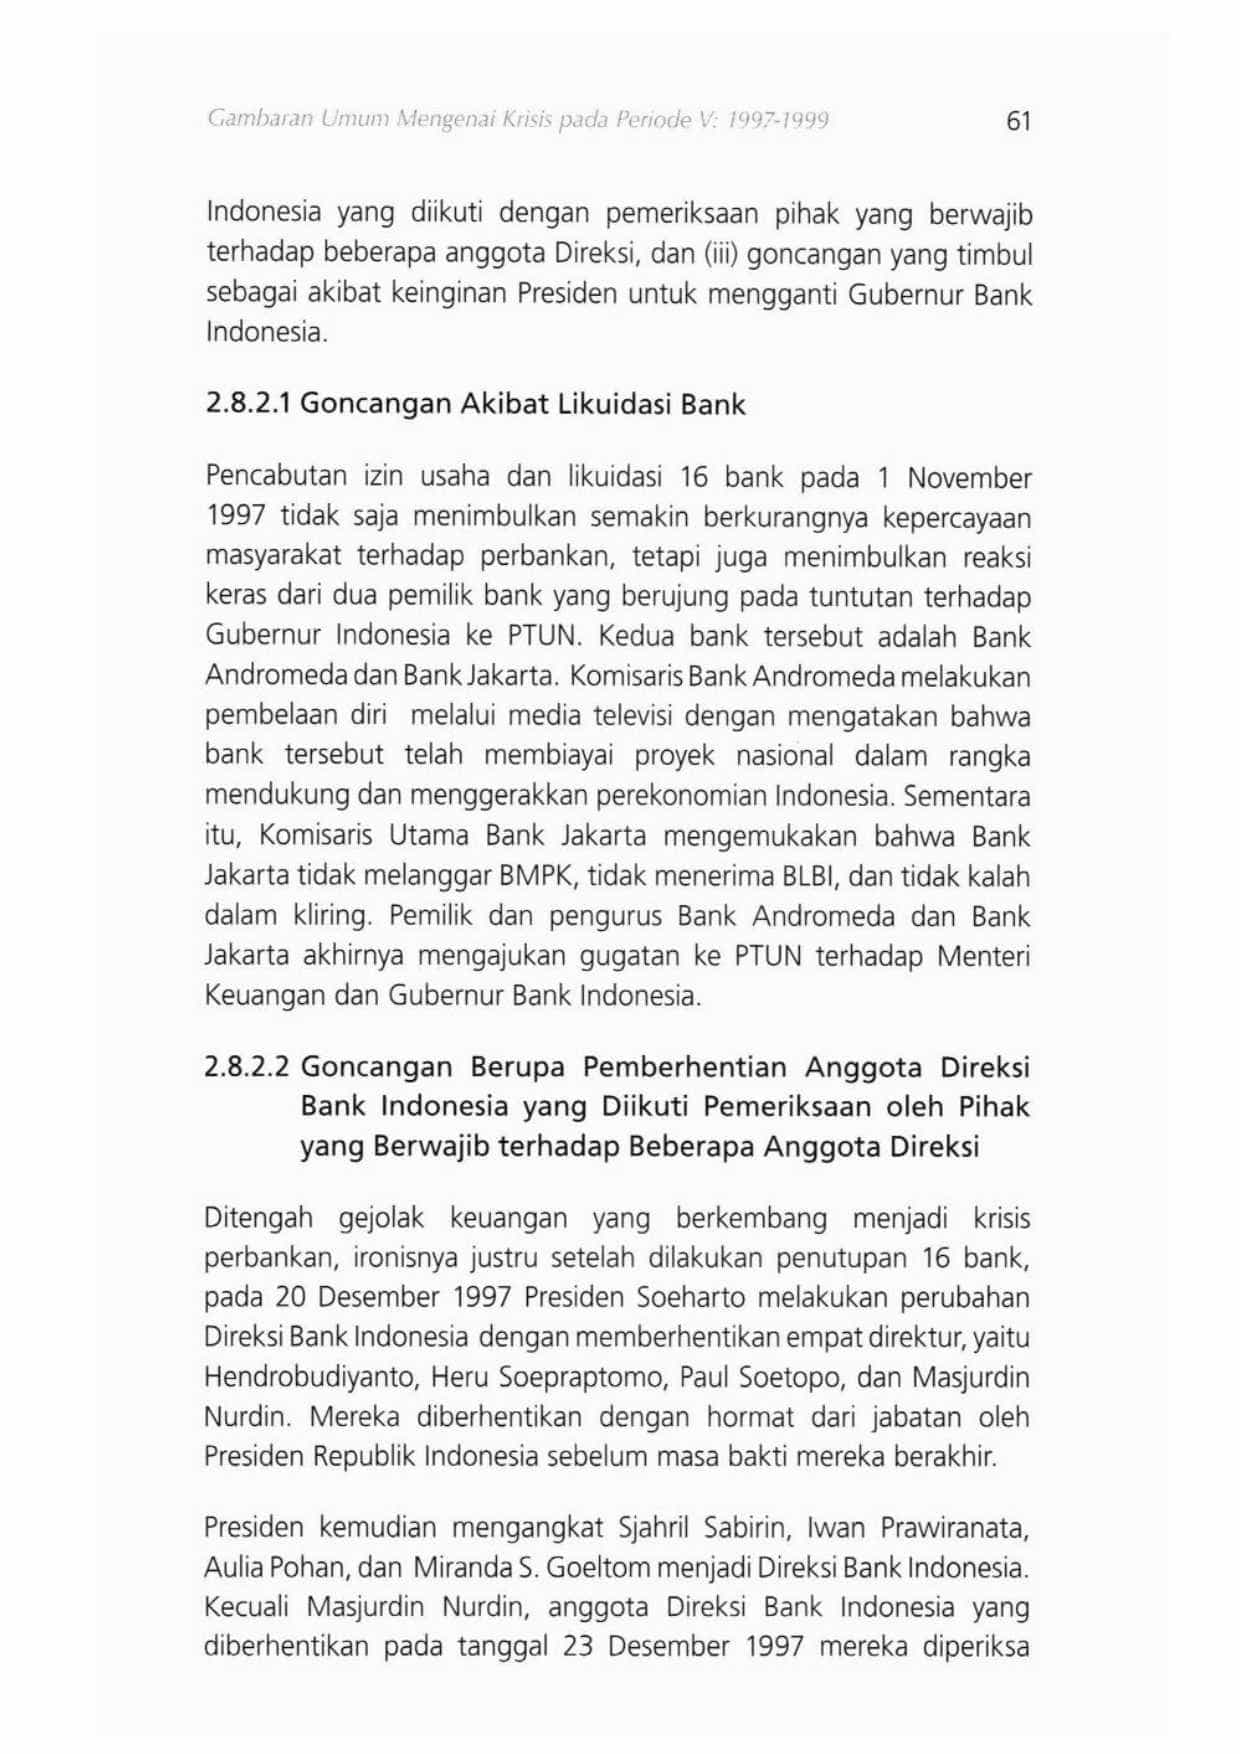 Gambaran Umum Mengenai Krisis pada Periode V: 1997-1999 61
Indonesia yang diikuti dengan pemeriksaan pihak yang berwajib
terhadap beberapa anggota Direksi, dan (iii) goncangan yang timbul
sebagai akibat keinginan Presiden untuk mengganti Gubernur Bank
Indonesia.
2.8.2.1 Goncangan Akibat Likuidasi Bank
Pencabutan izin usaha dan likuidasi 16 bank pada 1 November
1997 tidak saja menimbulkan semakin berkurangnya kepercayaan
masyarakat terhadap perbankan, tetapi juga menimbulkan reaksi
keras dari dua pemilik bank yang berujung pada tuntutan terhadap
Gubernur Indonesia ke PTUN. Kedua bank tersebut adalah Bank
Andromeda dan Bank Jakarta. Komisaris Bank Andromeda melakukan
pembelaan diri melalui media televisi dengan mengatakan bahwa
bank tersebut telah membiayai proyek nasional dalam rangka
mendukung dan menggerakkan perekonomian Indonesia. Sementara
itu, Komisaris Utama Bank Jakarta mengemukakan bahwa Bank
Jakarta tidak melanggar BMPK, tidak menerima BLBI, dan tidak kalah
dalam kliring. Pemilik dan pengurus Bank Andromeda dan Bank
Jakarta akhirnya mengajukan gugatan ke PTUN terhadap Menteri
Keuangan dan Gubernur Bank Indonesia.
2.8.2.2 Goncangan Berupa Pemberhentian Anggota Direksi
Bank Indonesia yang Diikuti Pemeriksaan oleh Pihak
yang Berwajib terhadap Beberapa Anggota Direksi
Ditengah gejolak keuangan yang berkembang menjadi krisis
perbankan, ironisnya justru setelah dilakukan penutupan 16 bank,
pada 20 Desember 1997 Presiden Soeharto melakukan perubahan
Direksi Bank Indonesia dengan memberhentikan empat direktur, yaitu
Hendrobudiyanto, Heru Soepraptomo, Paul Soetopo, dan Masjurdin
Nurdin. Mereka diberhentikan dengan hormat dari jabatan oleh
Presiden Republik Indonesia sebelum masa bakti mereka berakhir.
Presiden kemudian mengangkat Sjahril Sabirin, Iwan Prawiranata,
Aulia Pohan, dan Miranda S. Goeltom menjadi Direksi Bank Indonesia.
Kecuali Masjurdin Nurdin, anggota Direksi Bank Indonesia yang
diberhentikan pada tanggal 23 Desember 1997 mereka diperiksa